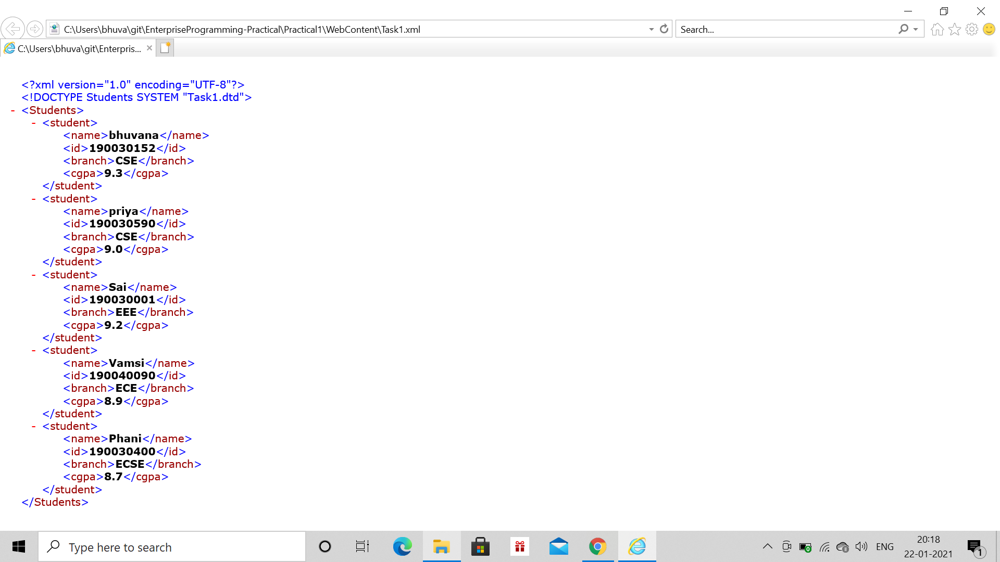 C:\Users\bhuva\git\EnterpriseProgramming-Practical\Practical1\WebContent\Task1.xml
Search...
C:\Users\bhuva\git\Enterpris...
<?xml version="1.0" encoding="UTF-8"?>
<!DOCTYPE Students SYSTEM "Task1.dtd">
- <Students>
- <student>
<name>bhuvana</name>
<id>190030152</id>
<branch>CSE</branch>
<cgpa>9.3</cgpa>
</student>
- <student>
<name>priya</name>
<id>190030590</id>
<branch>CSE</branch>
<cgpa>9.0</cgpa>
</student>
- <student>
<name>Sai</name>
<id>190030001</id>
<branch>EEE</branch>
<cgpa>9.2</cgpa>
</student>
- <student>
<name>Vamsi</name>
<id>190040090</id>
<branch>ECE</branch>
<cgpa>8.9</cgpa>
</student>
- <student>
<name>Phani</name>
<id>190030400</id>
<branch>ECSE</branch>
<cgpa>8.7</cgpa>
</student>
</Students>
Type here to search
ENG
20:18
22-01-2021
1